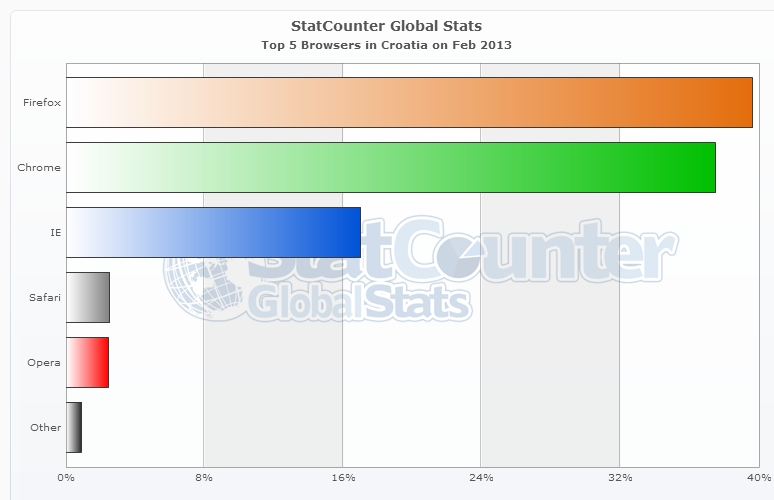 StatCounter Global Stats
Top 5 Browsers in Croatia on Feb 2013
Firefox
Chrome
IE
Safari
Opera
Other
StatCounter
GlobalStats
0% 8% 16% 24% 32% 40%